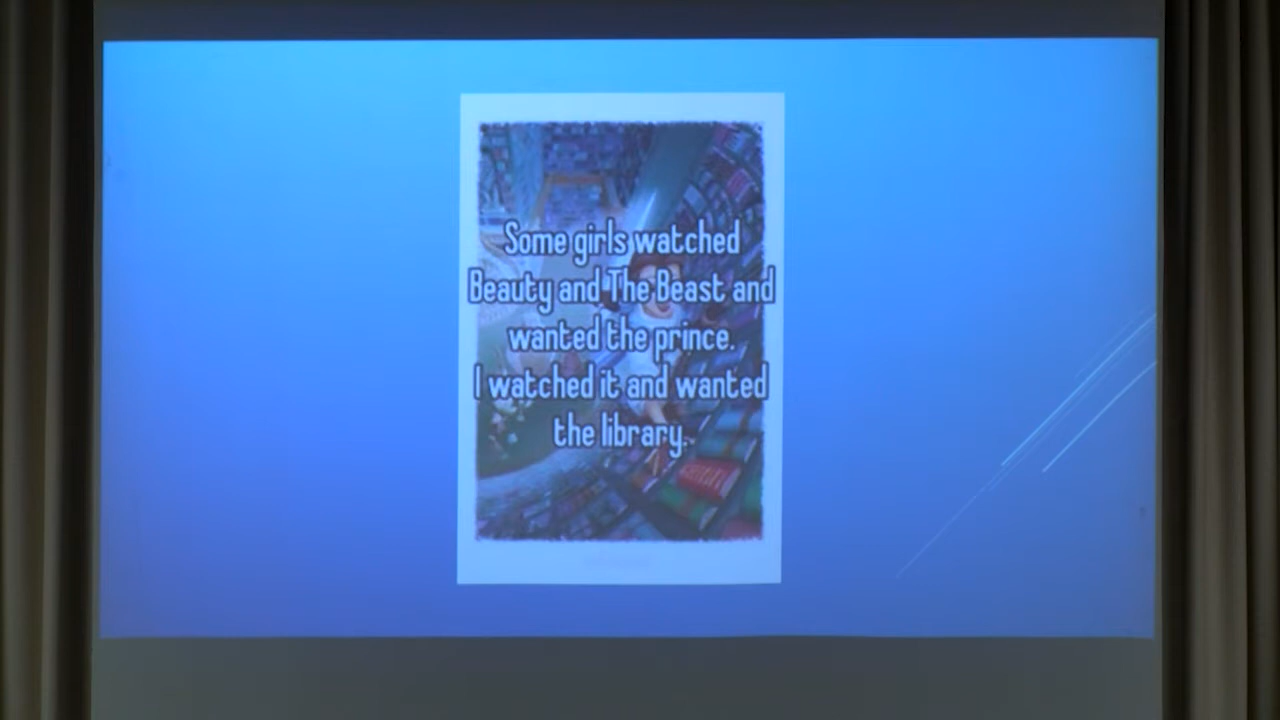 Some girls watched
Beauty and The Beast and
wanted the prince.
I watched it and wanted
the library.